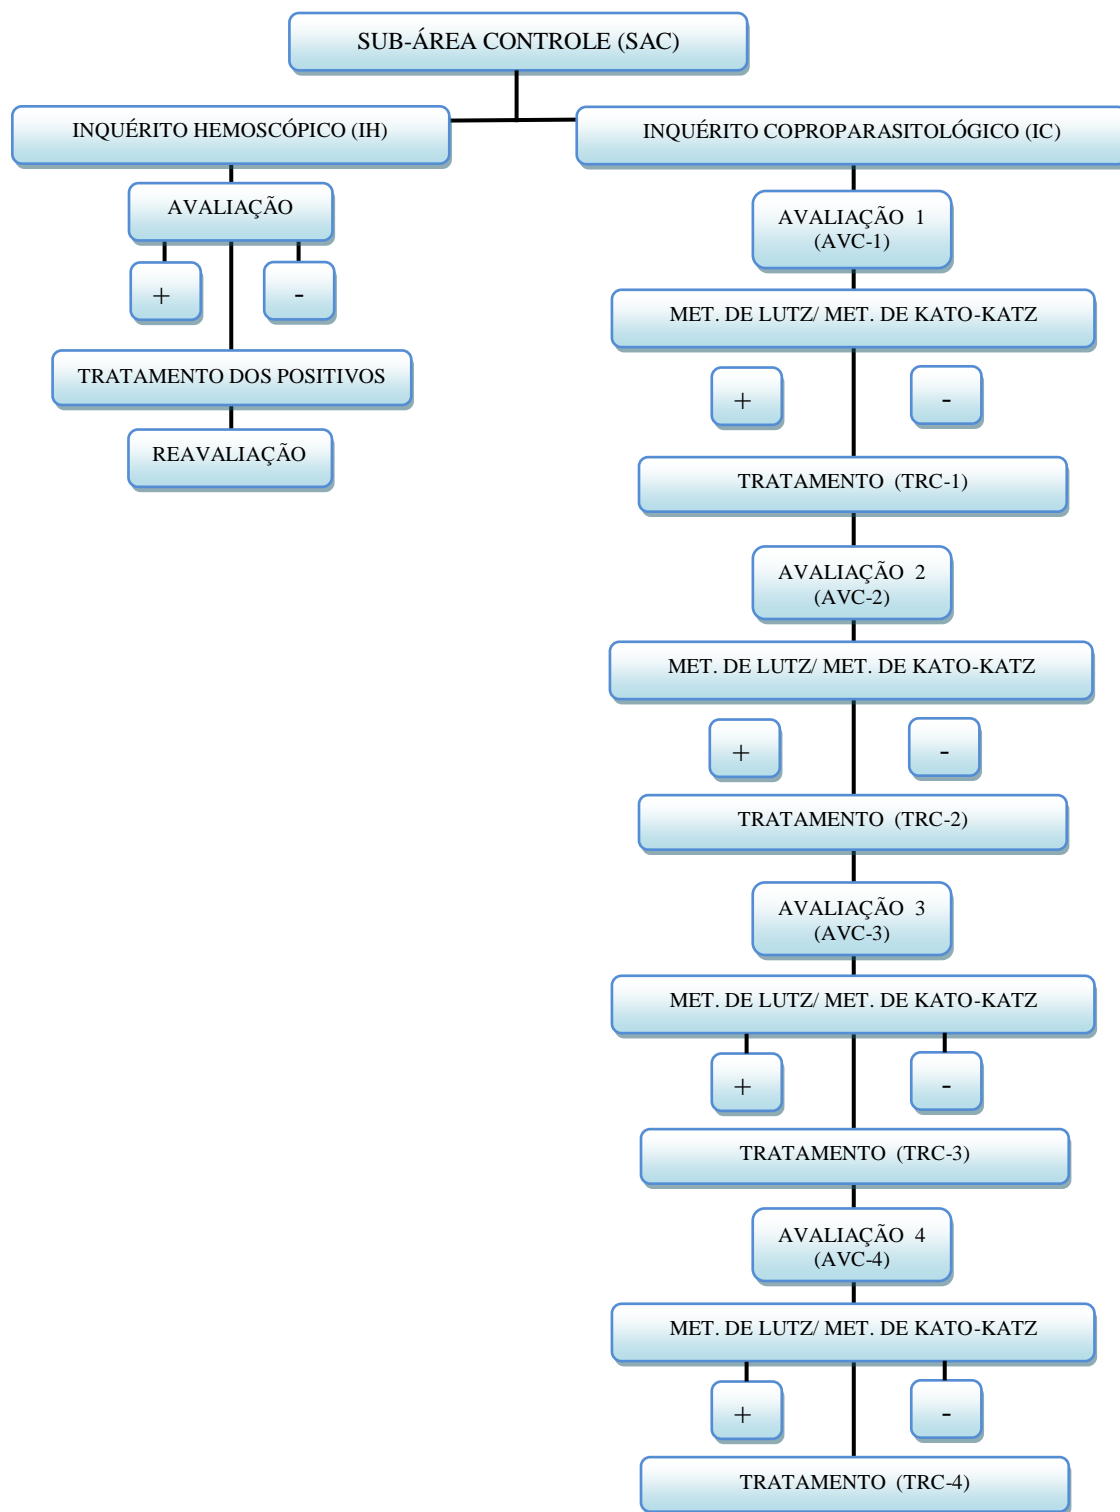 SUB-ÁREA CONTROLE (SAC)
INQUÉRITO HEMOSCÓPICO (IH)
AVALIAÇÃO
+
-
TRATAMENTO DOS POSITIVOS
REAVALIAÇÃO
INQUÉRITO COPROPARASITOLÓGICO (IC)
AVALIAÇÃO 1
(AVC-1)
MET. DE LUTZ/ MET. DE KATO-KATZ
+
-
TRATAMENTO (TRC-1)
AVALIAÇÃO 2
(AVC-2)
MET. DE LUTZ/ MET. DE KATO-KATZ
+
-
TRATAMENTO (TRC-2)
AVALIAÇÃO 3
(AVC-3)
MET. DE LUTZ/ MET. DE KATO-KATZ
+
-
TRATAMENTO (TRC-3)
AVALIAÇÃO 4
(AVC-4)
MET. DE LUTZ/ MET. DE KATO-KATZ
+
-
TRATAMENTO (TRC-4)